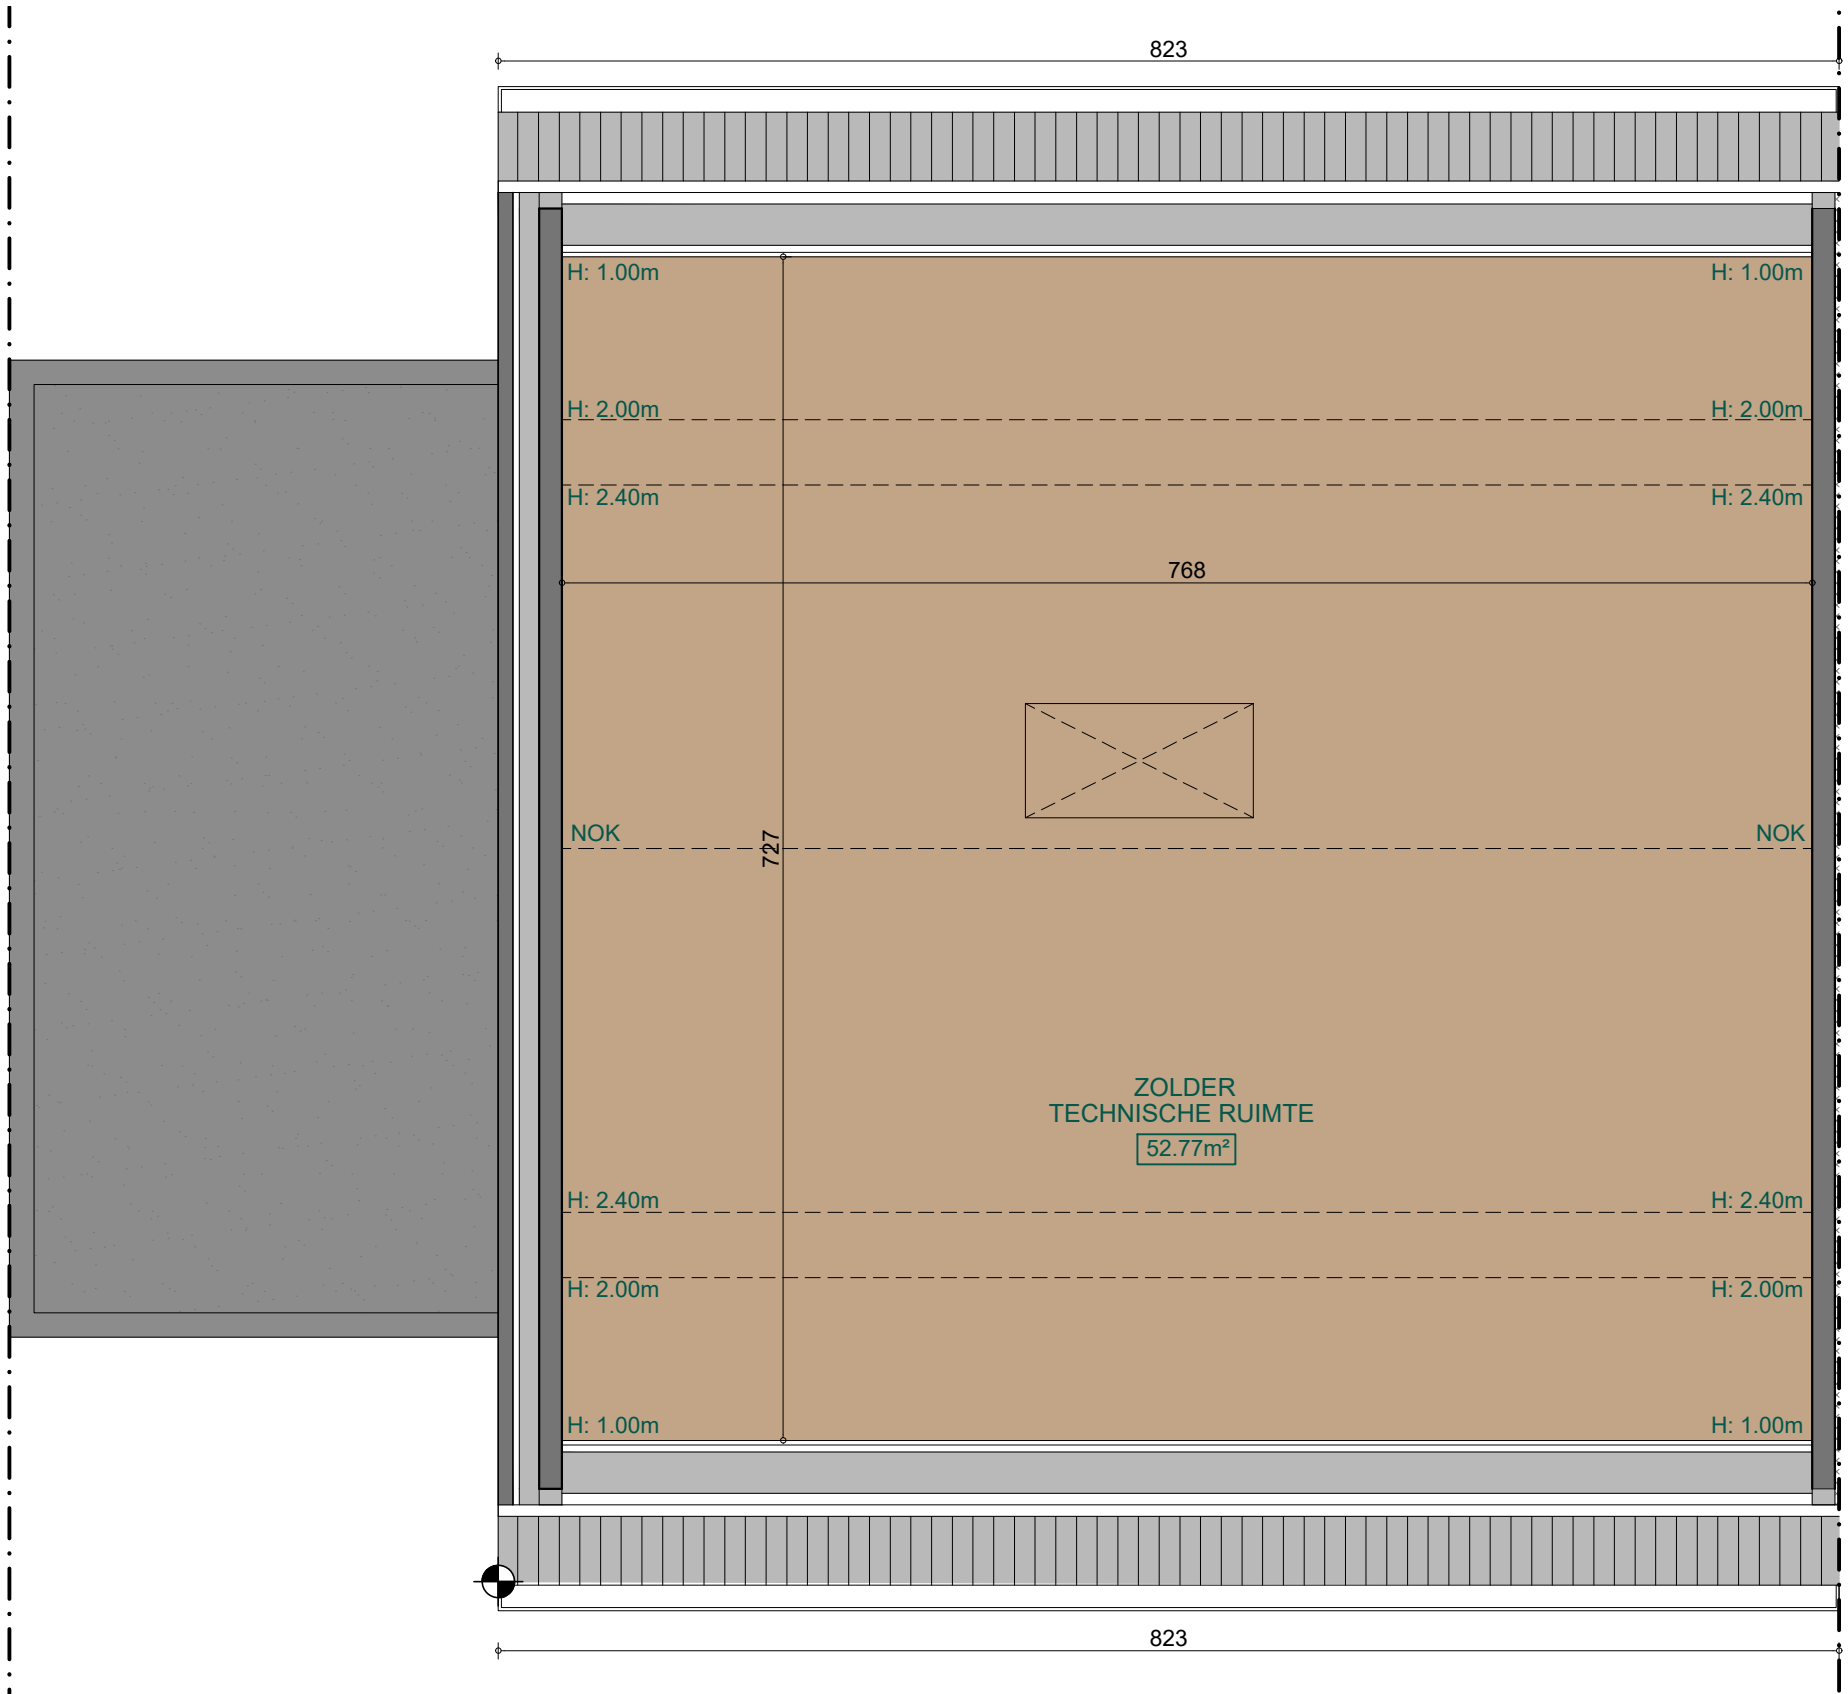 823
H: 1.00m
H: 1.00m
H: 2.00m
H: 2.00m
H: 2.40m
H: 2.40m
768
NOK
NOK
727
ZOLDER
TECHNISCHE RUIMTE
52.77m²
H: 2.40m
H: 2.40m
H: 2.00m
H: 2.00m
H: 1.00m
H: 1.00m
823